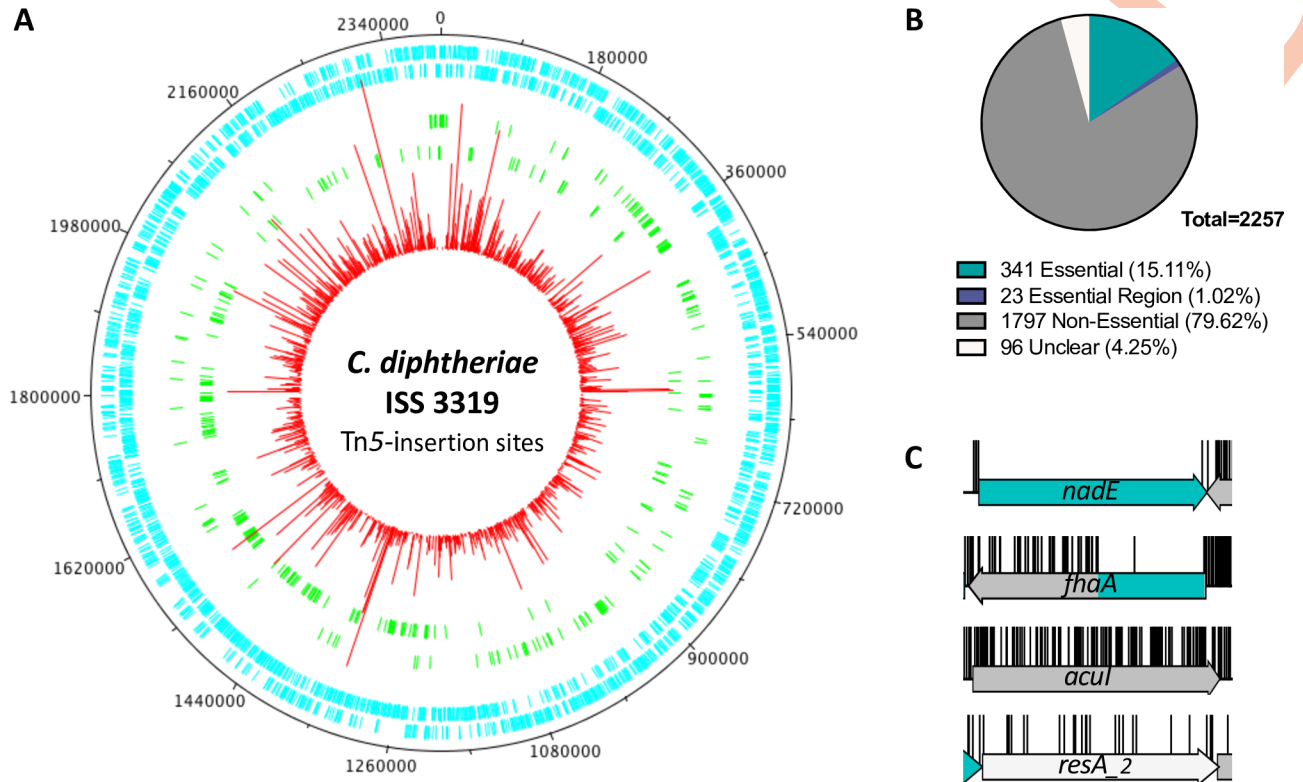 A
0
180000
360000
540000
720000
900000
1080000
1260000
1440000
1620000
1800000
1980000
2160000
2340000
C. diphtheriae
ISS 3319
Tn5-insertion sites
B
Total=2257
341 Essential (15.11%)
23 Essential Region (1.02%)
1797 Non-Essential (79.62%)
96 Unclear (4.25%)
C
nadE
fhaA
acuI
resA_2